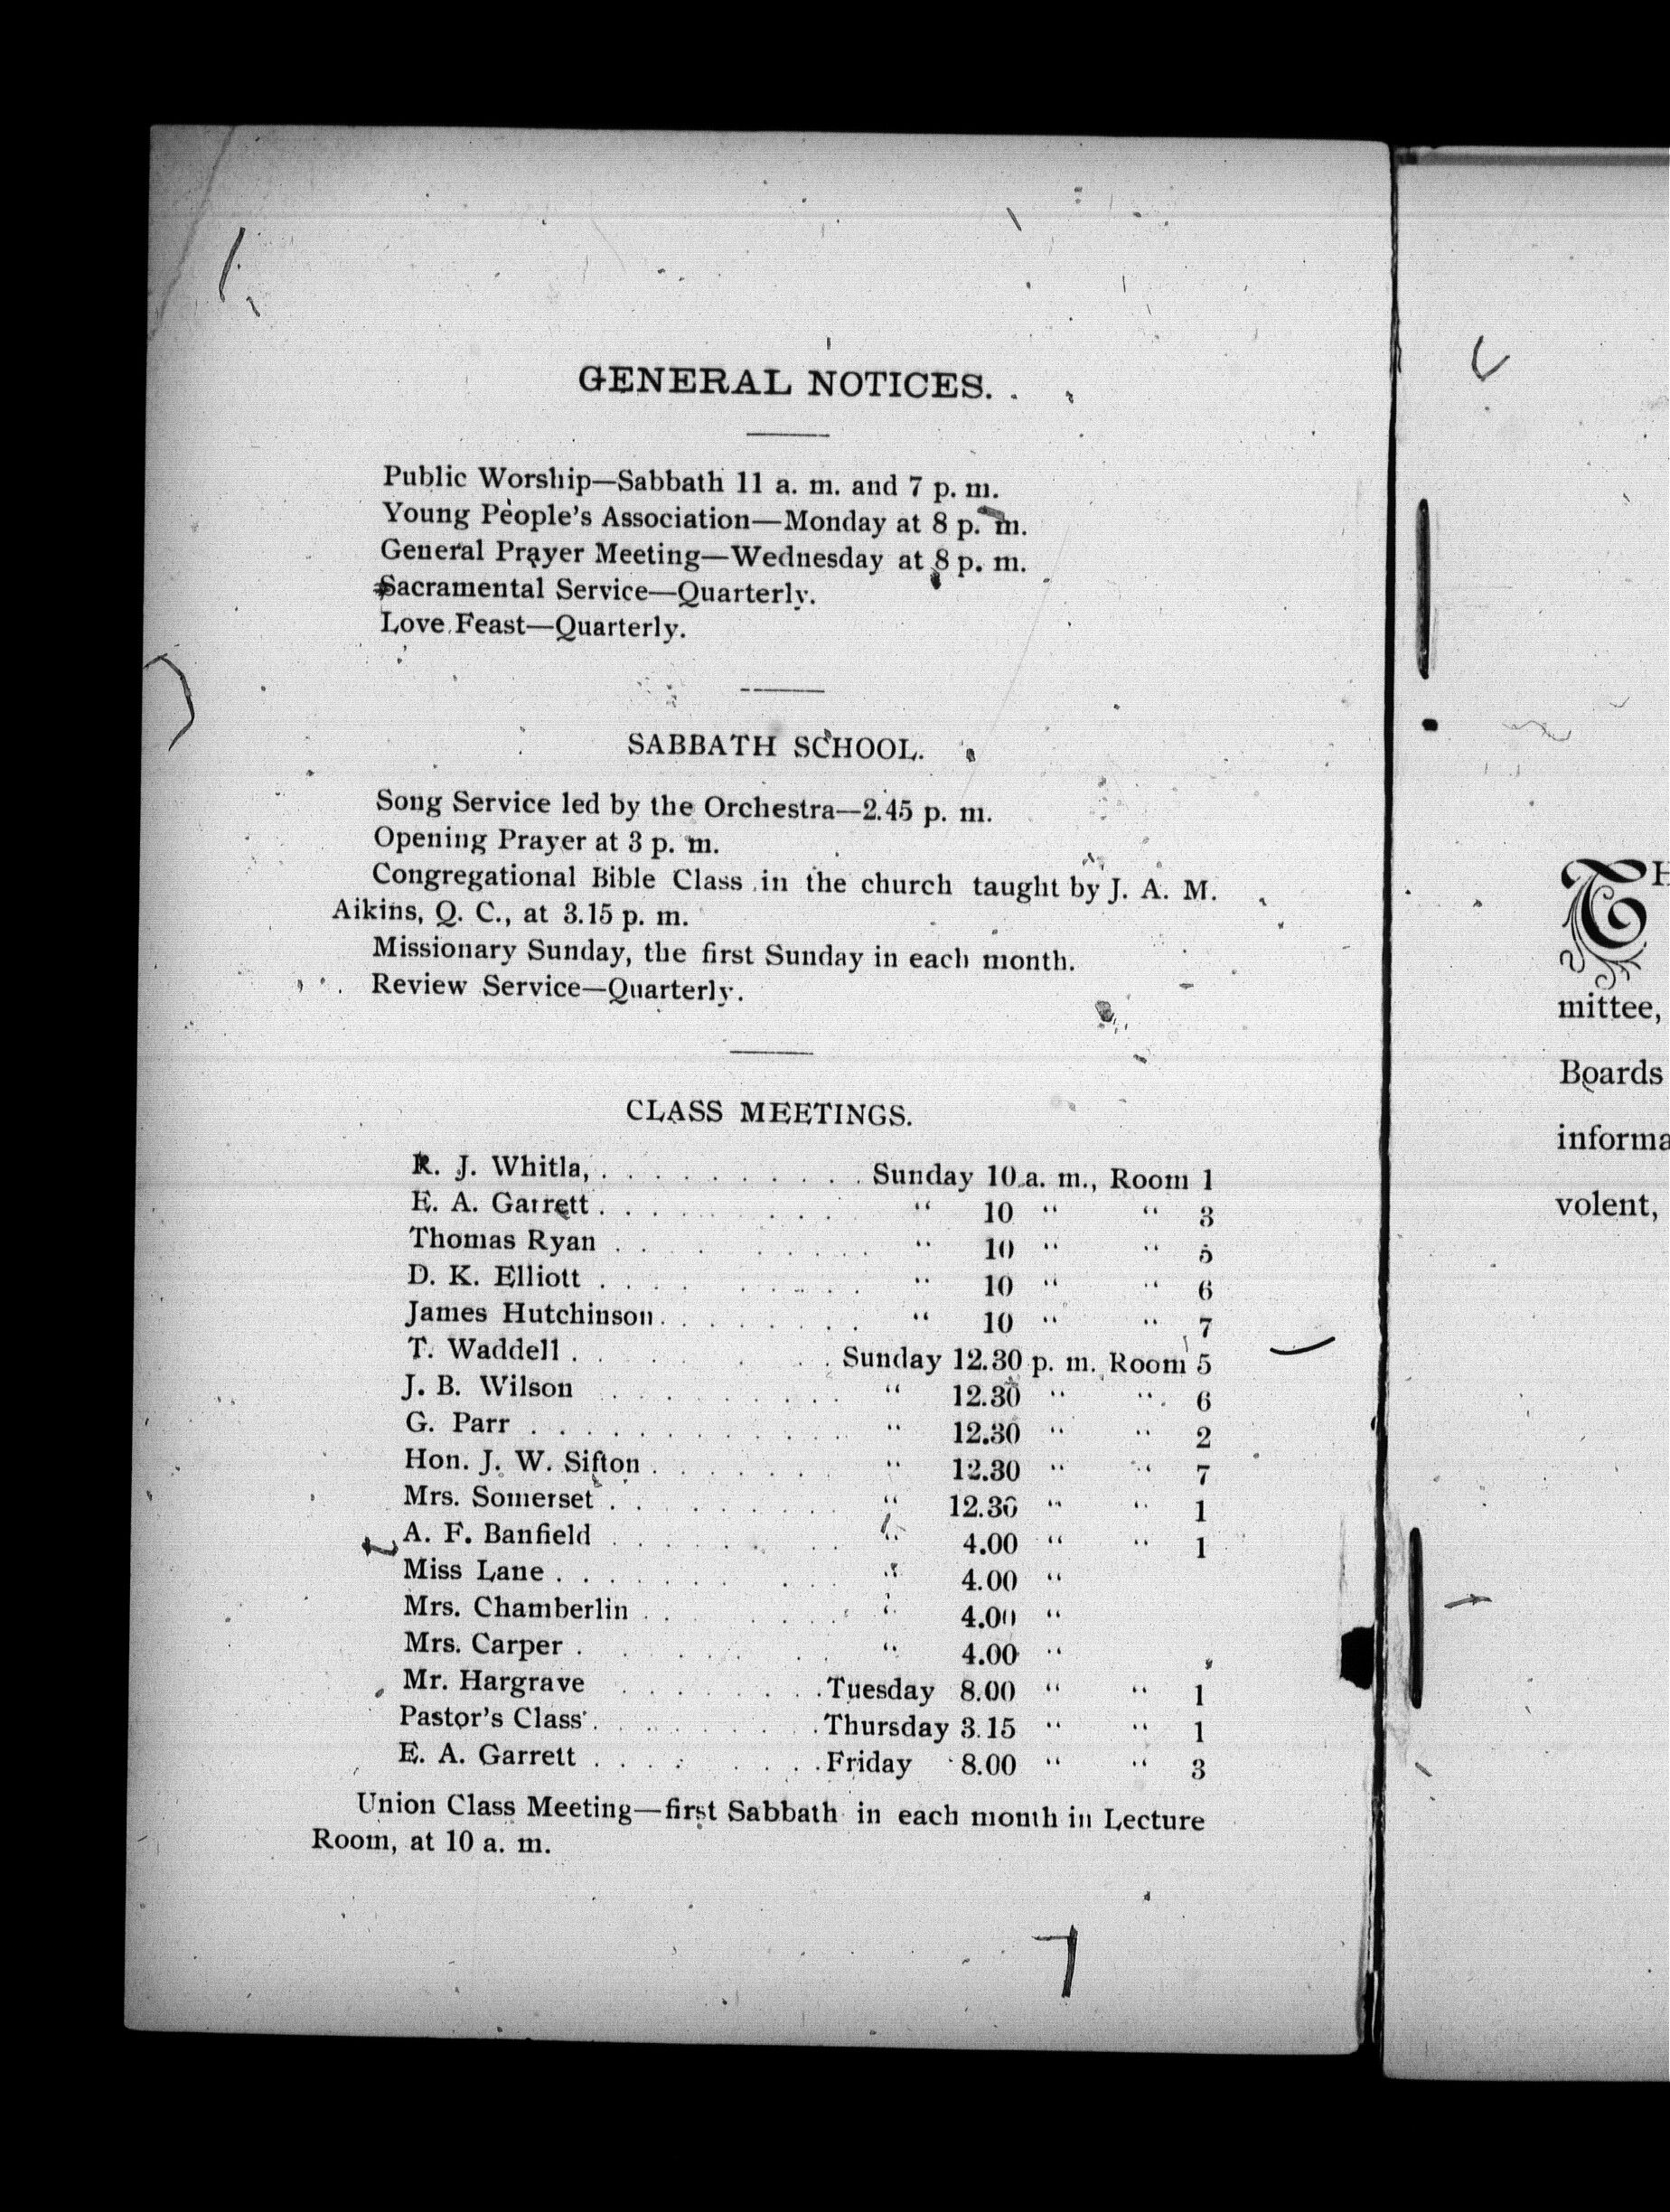 GENERAL NOTICES.
Public Worship—Sabbath 11 a. m. and 7 p. m.
Young People's Association—Monday at 8 p. m.
General Prayer Meeting—Wednesday at 8 p. m.
Sacramental Service—Quarterly.
Love Feast—Quarterly.
SABBATH SCHOOL.
Song Service led by the Orchestra—2.45 p. m.
Opening Prayer at 3 p. m.
Congregational Bible Class in the church taught by J. A. M.
Aikins, Q. C., at 3.15 p. m.
Missionary Sunday, the first Sunday in each month.
Review Service—Quarterly.
CLASS MEETINGS.
R. J. Whitla, . . . . . . . . . . Sunday 10 a. m., Room 1
E. A. Garrett . . . . . . . . “ 10 “ “ 3
Thomas Ryan . . . . . . . . “ 10 “ “ 5
D. K. Elliott . . . . . . . . “ 10 “ “ 6
James Hutchinson . . . . . . . . “ 10 “ “ 7
T. Waddell . . . . . . . Sunday 12.30 p. m. Room 5
J. B. Wilson . . . . . . . . “ 12.30 “ “ 6
G. Parr . . . . . . . . . . . . “ 12.30 “ “ 2
Hon. J. W. Sifton . . . . . . . “ 12.30 “ “ 7
Mrs. Somerset . . . . . . . . “ 12.30 “ “ 1
A. F. Banfield . . . . . . . . “ 4.00 “ “ 1
Miss Lane . . . . . . . . . “ 4.00 “
Mrs. Chamberlin . . . . . . . “ 4.00 “
Mrs. Carper . . . . . . . . “ 4.00 “
Mr. Hargrave . . . . . . . . Tuesday 8.00 “ “ 1
Pastor's Class . . . . . . . . Thursday 3.15 “ “ 1
E. A. Garrett . . . . . . . . Friday 8.00 “ “ 3
Union Class Meeting—first Sabbath in each month in Lecture
Room, at 10 a. m.
TH
mittee,
Boards
informa
volent,